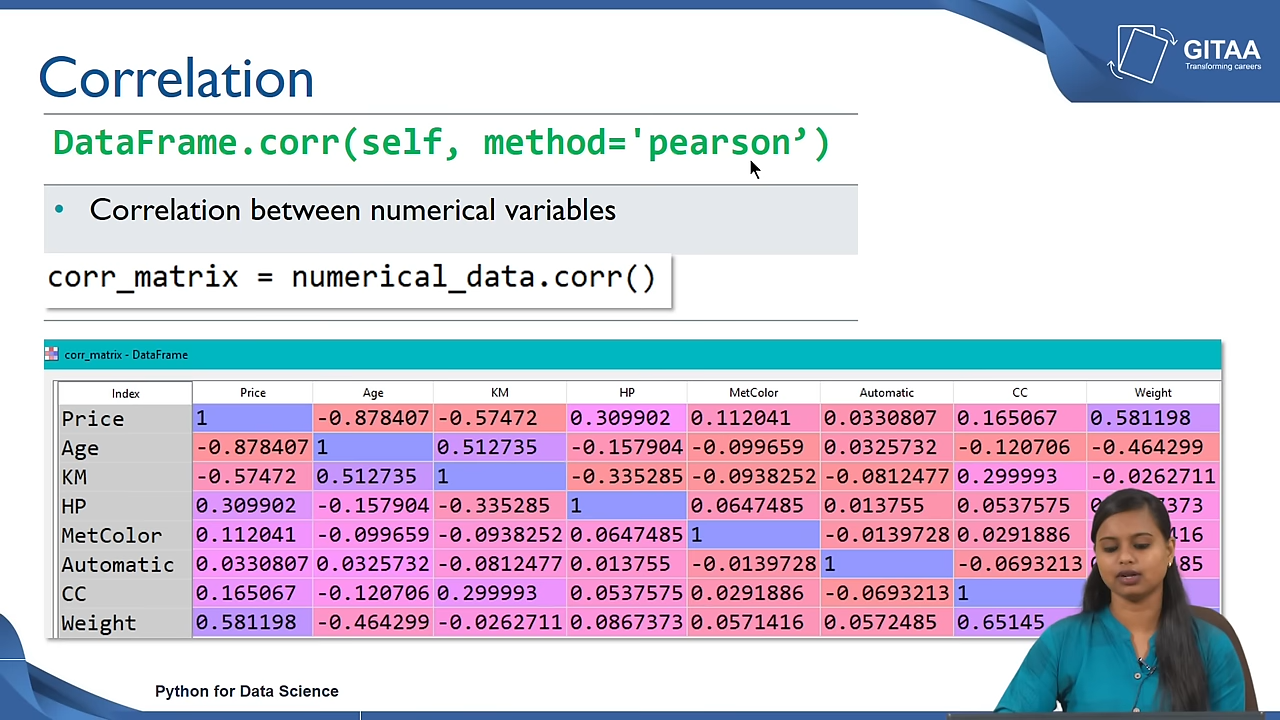 GITAA
Transforming careers
Correlation
DataFrame.corr(self, method='pearson’)
• Correlation between numerical variables
corr_matrix = numerical_data.corr()
corr_matrix - DataFrame
Index Price Age KM HP MetColor Automatic CC Weight
Price 1 -0.878407 -0.57472 0.309902 0.112041 0.0330807 0.165067 0.581198
Age -0.878407 1 0.512735 -0.157904 -0.099659 0.0325732 -0.120706 -0.464299
KM -0.57472 0.512735 1 -0.335285 -0.0938252 -0.0812477 0.299993 -0.0262711
HP 0.309902 -0.157904 -0.335285 1 0.0647485 0.013755 0.0537575 7373
MetColor 0.112041 -0.099659 -0.0938252 0.0647485 1 -0.0139728 0.0291886 416
Automatic 0.0330807 0.0325732 -0.0812477 0.013755 -0.0139728 1 -0.0693213 85
CC 0.165067 -0.120706 0.299993 0.0537575 0.0291886 -0.0693213 1
Weight 0.581198 -0.464299 -0.0262711 0.0867373 0.0571416 0.0572485 0.65145
Python for Data Science